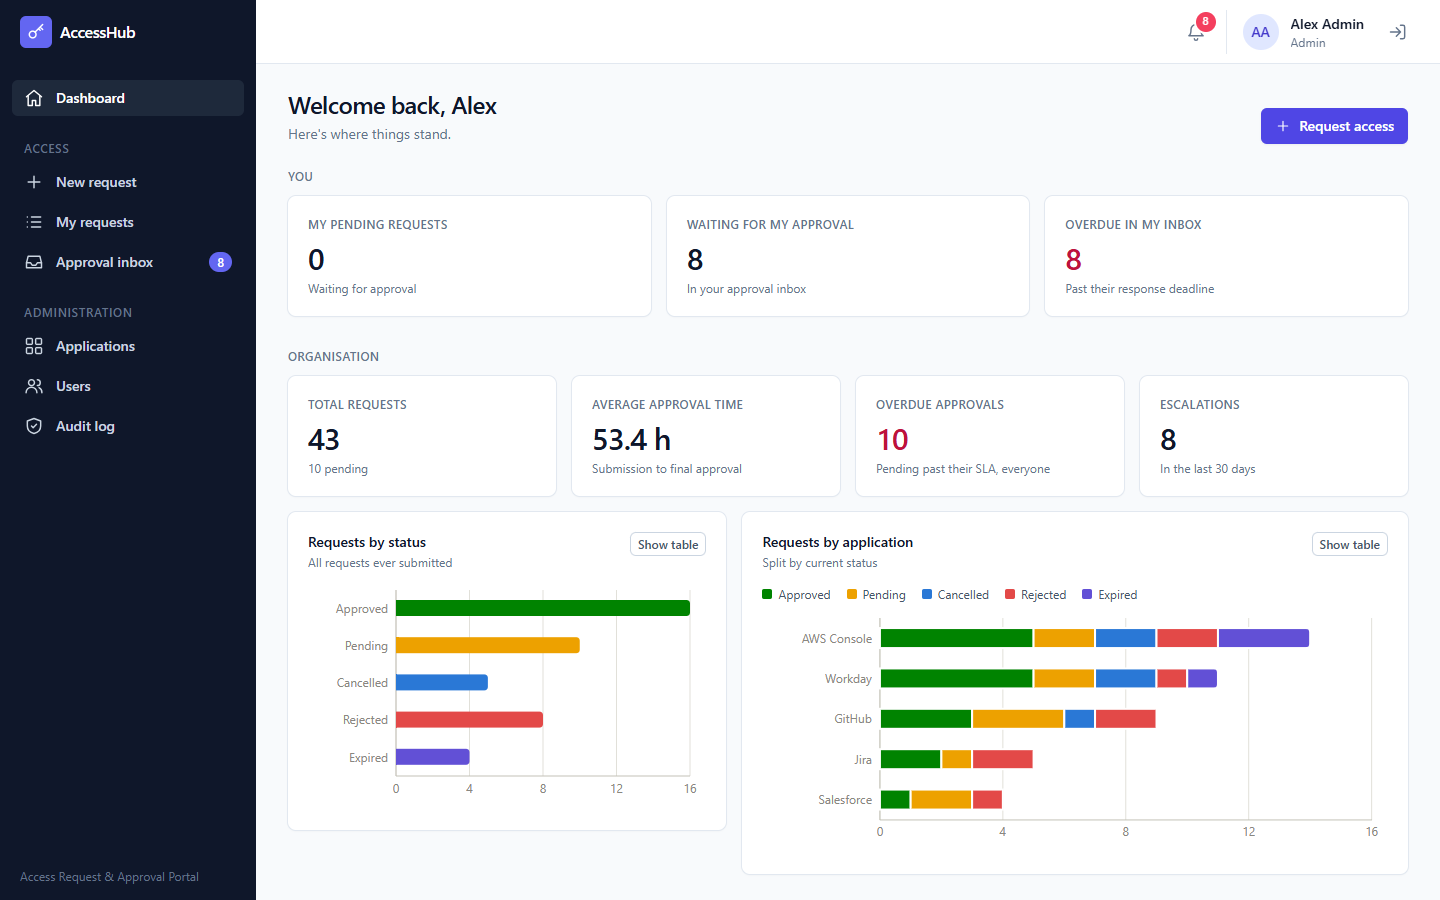 AccessHub
8
AA
Alex Admin
Admin
Dashboard
ACCESS
New request
My requests
Approval inbox 8
ADMINISTRATION
Applications
Users
Audit log
Access Request & Approval Portal
Welcome back, Alex
Here's where things stand.
Request access
YOU
MY PENDING REQUESTS
0
Waiting for approval
WAITING FOR MY APPROVAL
8
In your approval inbox
OVERDUE IN MY INBOX
8
Past their response deadline
ORGANISATION
TOTAL REQUESTS
43
10 pending
AVERAGE APPROVAL TIME
53.4 h
Submission to final approval
OVERDUE APPROVALS
10
Pending past their SLA, everyone
ESCALATIONS
8
In the last 30 days
Requests by status
All requests ever submitted
Show table
Approved
Pending
Cancelled
Rejected
Expired
0 4 8 12 16
Requests by application
Split by current status
Show table
Approved Pending Cancelled Rejected Expired
AWS Console
Workday
GitHub
Jira
Salesforce
0 4 8 12 16